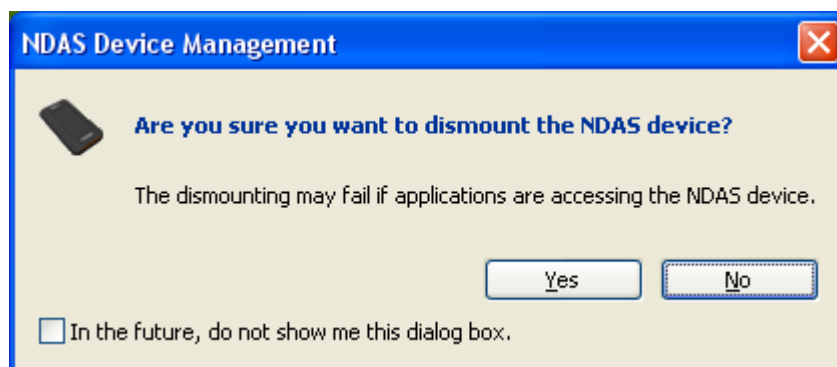 NDAS Device Management
Are you sure you want to dismount the NDAS device?
The dismounting may fail if applications are accessing the NDAS device.
Yes No
In the future, do not show me this dialog box.